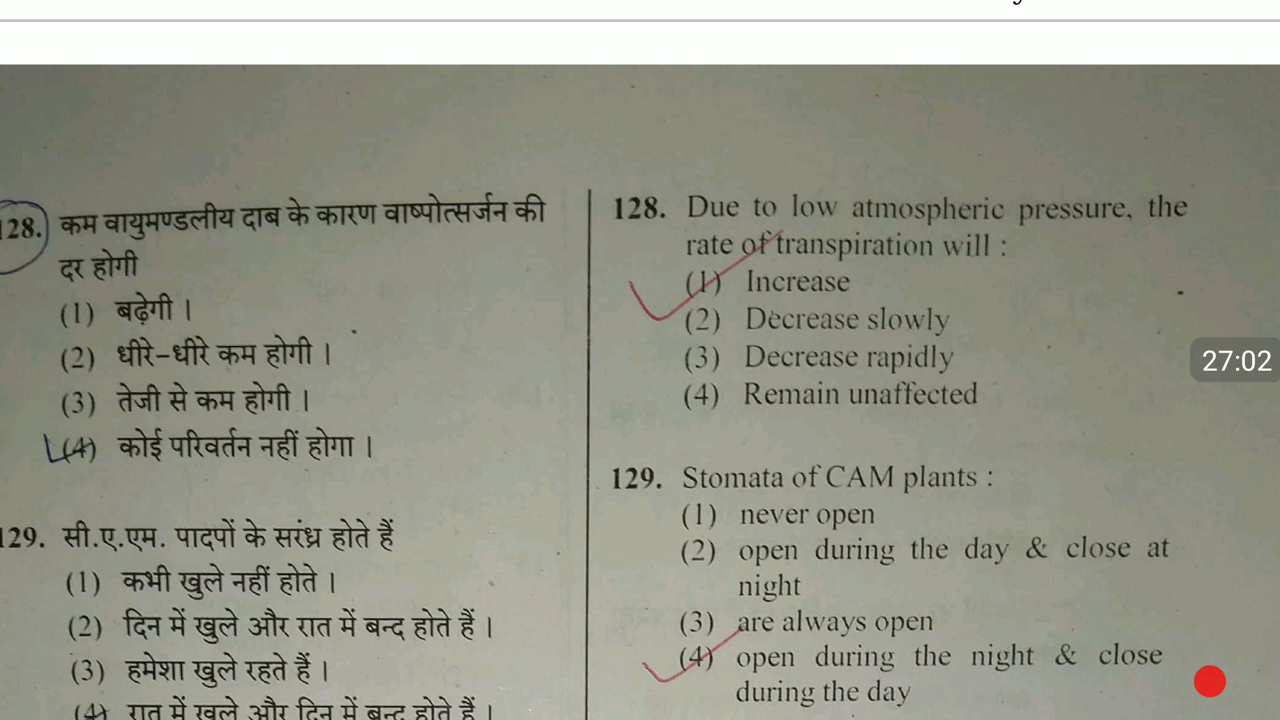 128. कम वायुमण्डलीय दाब के कारण वाष्पोत्सर्जन की
दर होगी
(1) बढ़ेगी ।
(2) धीरे-धीरे कम होगी ।
(3) तेजी से कम होगी ।
(4) कोई परिवर्तन नहीं होगा ।
129. सी.ए.एम. पादपों के सरंध्र होते हैं
(1) कभी खुले नहीं होते ।
(2) दिन में खुले और रात में बन्द होते हैं ।
(3) हमेशा खुले रहते हैं ।
(4) रात में खुले और दिन में बन्द होते हैं ।
128. Due to low atmospheric pressure, the
rate of transpiration will :
(1) Increase
(2) Decrease slowly
(3) Decrease rapidly
(4) Remain unaffected
129. Stomata of CAM plants :
(1) never open
(2) open during the day & close at
night
(3) are always open
(4) open during the night & close
during the day
27:02